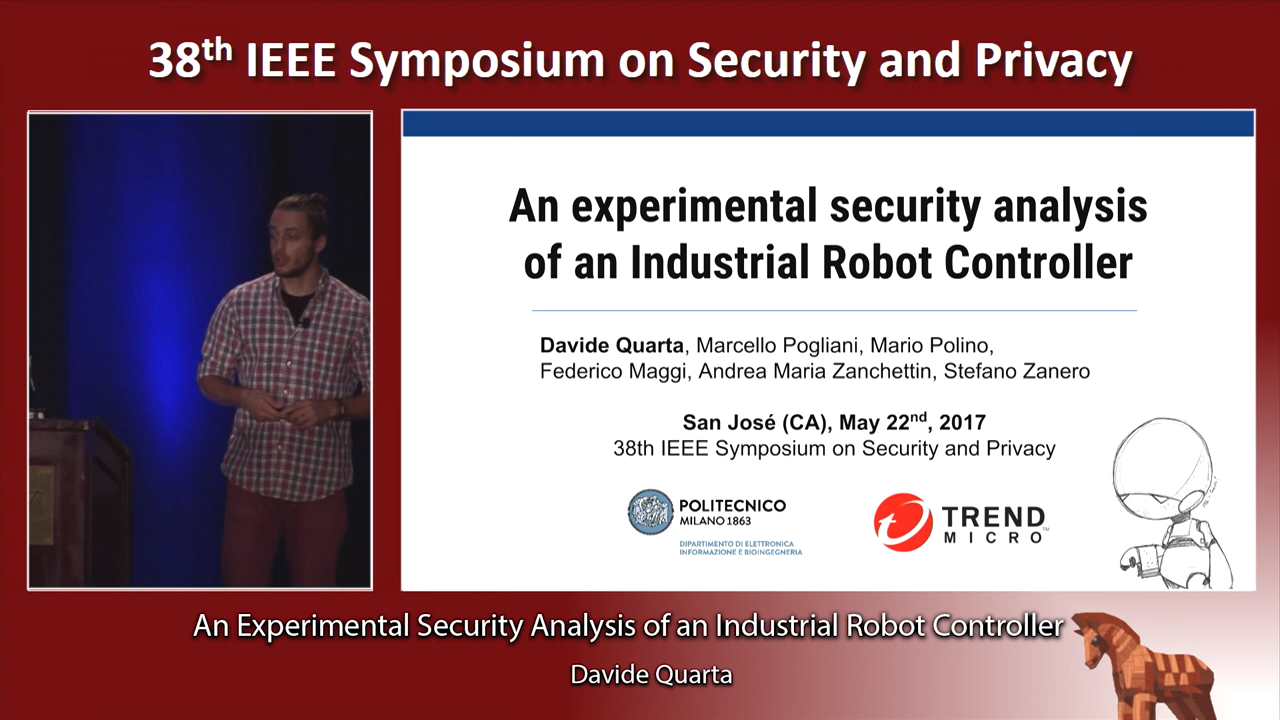 38th IEEE Symposium on Security and Privacy
An experimental security analysis
of an Industrial Robot Controller
Davide Quarta, Marcello Pogliani, Mario Polino,
Federico Maggi, Andrea Maria Zanchettin, Stefano Zanero
San José (CA), May 22nd, 2017
38th IEEE Symposium on Security and Privacy
POLITECNICO
MILANO 1863
DIPARTIMENTO DI ELETTRONICA
INFORMAZIONE E BIOINGEGNERIA
TREND
MICRO
TM
An Experimental Security Analysis of an Industrial Robot Controller
Davide Quarta